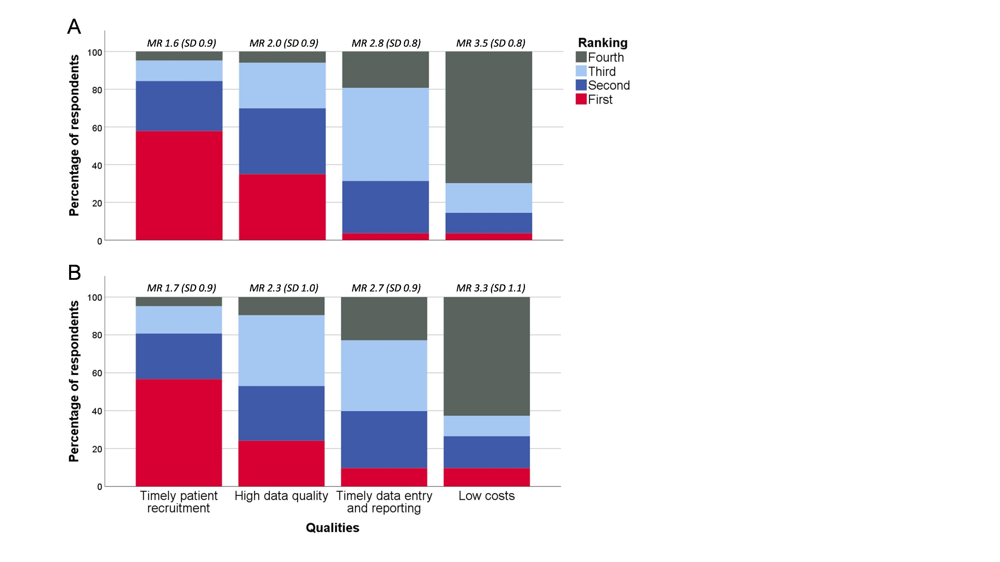 A
MR 1.6 (SD 0.9) MR 2.0 (SD 0.9) MR 2.8 (SD 0.8) MR 3.5 (SD 0.8)
Percentage of respondents
100
80
60
40
20
0
Ranking
Fourth
Third
Second
First
B
MR 1.7 (SD 0.9) MR 2.3 (SD 1.0) MR 2.7 (SD 0.9) MR 3.3 (SD 1.1)
Percentage of respondents
100
80
60
40
20
0
Timely patient
recruitment
High data quality
Timely data entry
and reporting
Low costs
Qualities